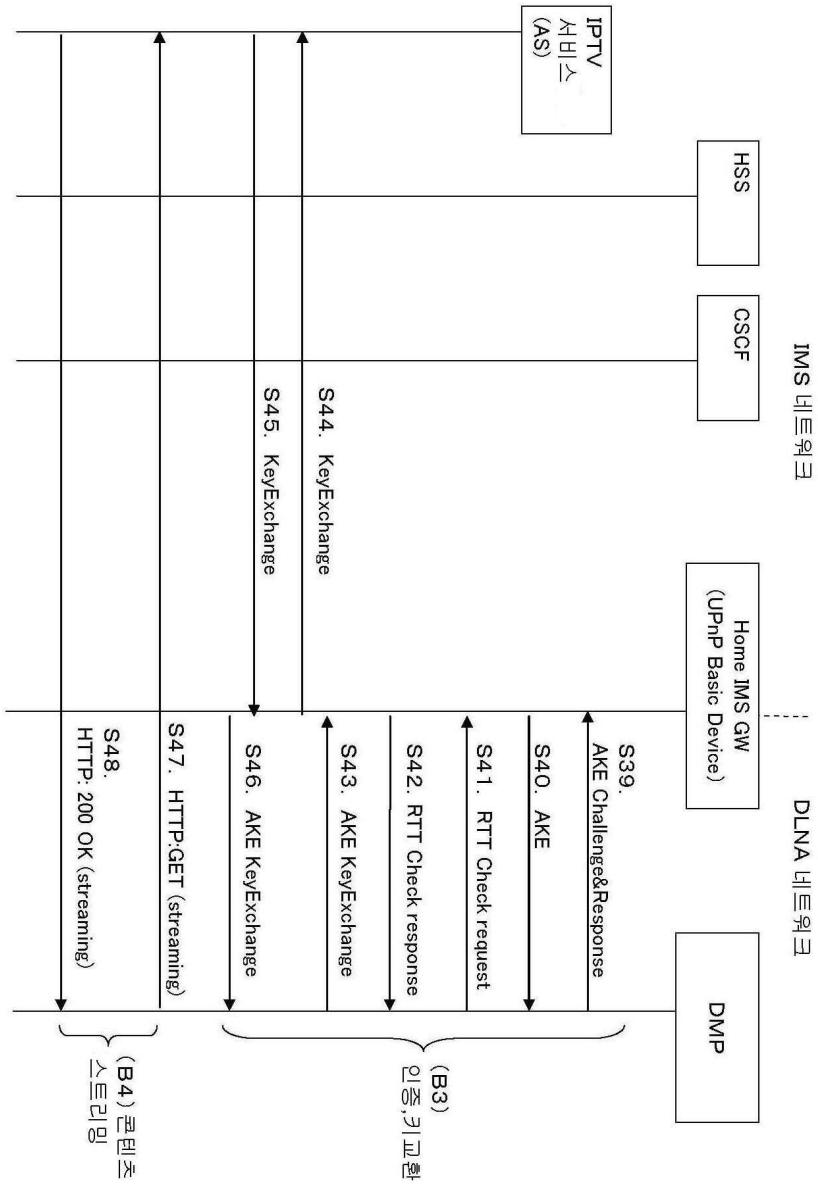 IMS 네트워크
DLNA 네트워크
IPTV
서비스
(AS)
HSS
CSCF
Home IMS GW
(UPnP Basic Device)
DMP
S39.
AKE Challenge&Response
S40. AKE
S41. RTT Check request
S42. RTT Check response
S43. AKE KeyExchange
S44. KeyExchange
S45. KeyExchange
S46. AKE KeyExchange
(B3)
인증,키교환
S47. HTTP:GET (streaming)
S48.
HTTP: 200 OK (streaming)
(B4) 콘텐츠
스트리밍